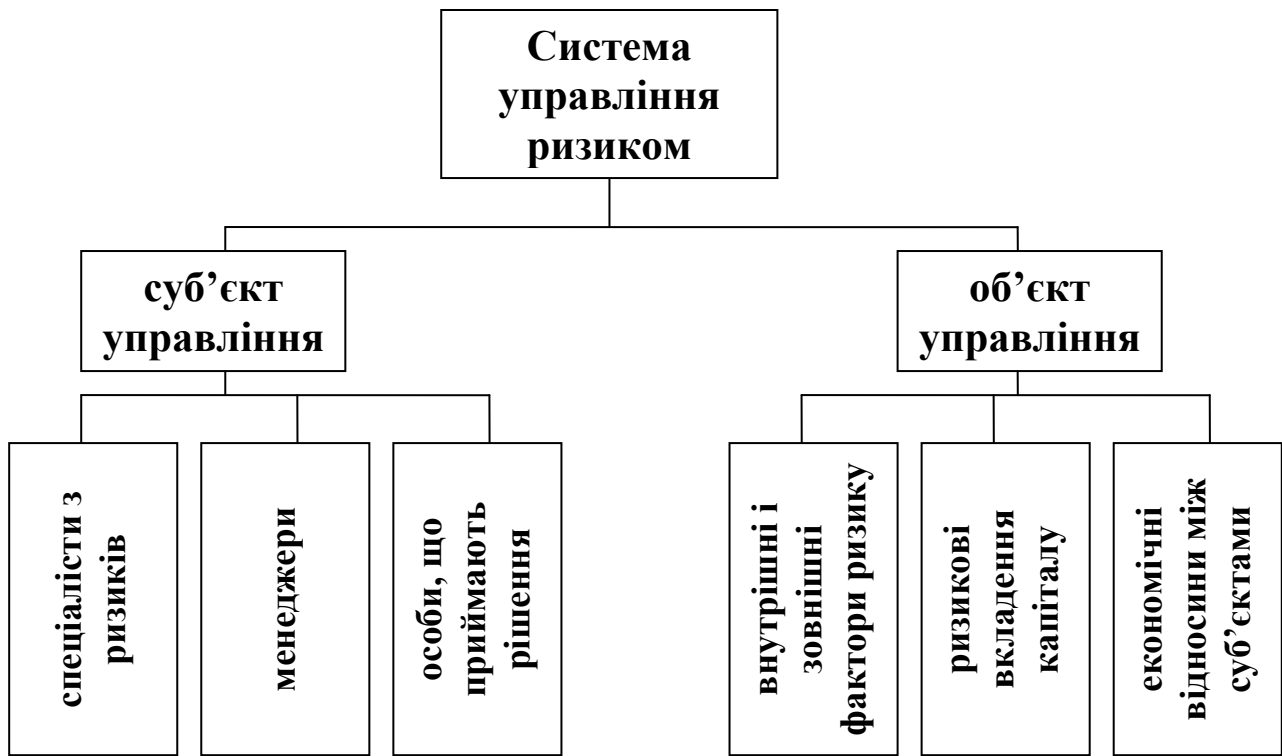 Система
управління
ризиком
суб’єкт
управління
об’єкт
управління
спеціалісти з
ризиків
менеджери
особи, що
приймають
рішення
внутрішні і
зовнішні
фактори ризику
ризикові
вкладення
капіталу
економічні
відносини між
суб’єктами